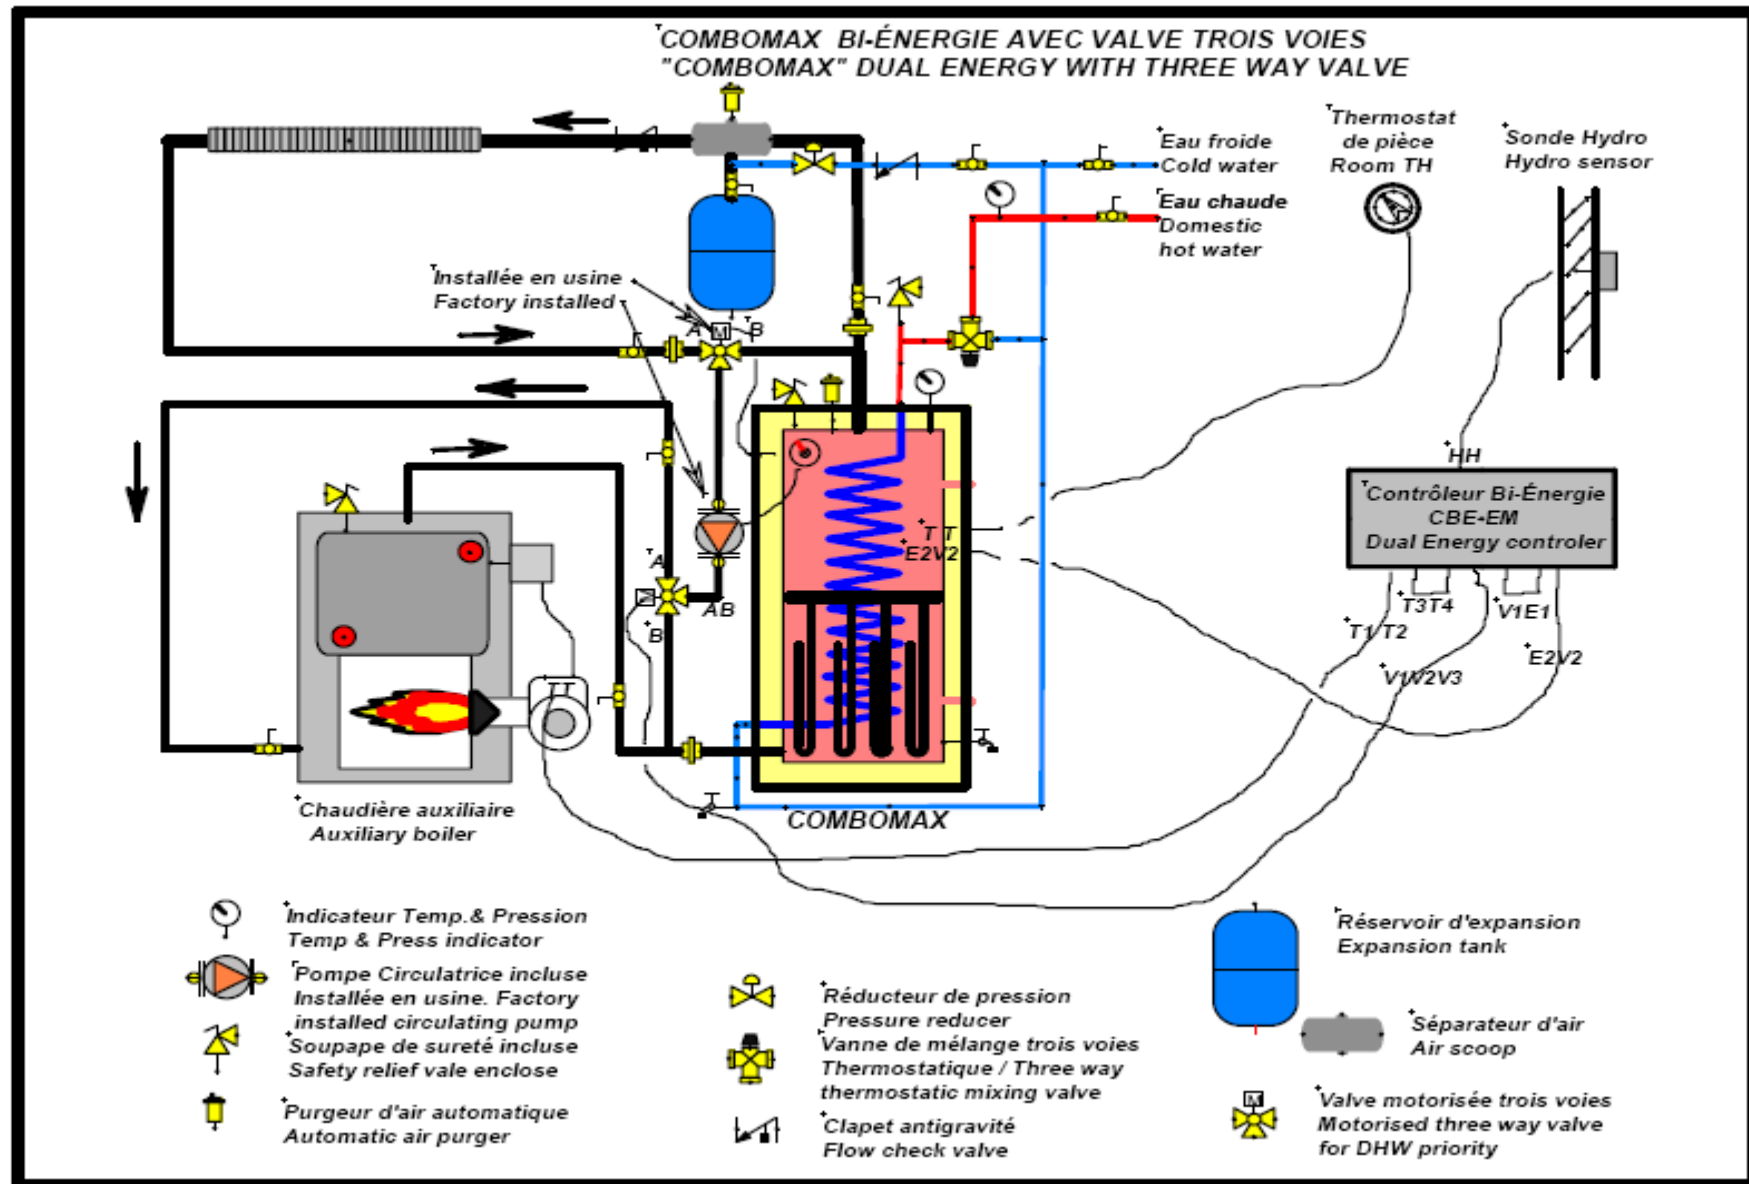 COMBOMAX BI-ÉNERGIE AVEC VALVE TROIS VOIES
"COMBOMAX" DUAL ENERGY WITH THREE WAY VALVE
Eau froide
Cold water
Eau chaude
Domestic
hot water
Thermostat
de pièce
Room TH
Sonde Hydro
Hydro sensor
Installée en usine
Factory installed
A
M
B
HH
Contrôleur Bi-Énergie
CBE-EM
Dual Energy controler
T T
E2V2
A
M
AB
B
T3T4
V1E1
T1 T2
E2V2
V1V2V3
T T
Chaudière auxiliaire
Auxiliary boiler
COMBOMAX
Indicateur Temp.& Pression
Temp & Press indicator
Pompe Circulatrice incluse
Installée en usine. Factory
installed circulating pump
Soupape de sureté incluse
Safety relief vale enclose
Purgeur d'air automatique
Automatic air purger
Réducteur de pression
Pressure reducer
Vanne de mélange trois voies
Thermostatique / Three way
thermostatic mixing valve
Clapet antigravité
Flow check valve
Réservoir d'expansion
Expansion tank
Séparateur d'air
Air scoop
M
Valve motorisée trois voies
Motorised three way valve
for DHW priority